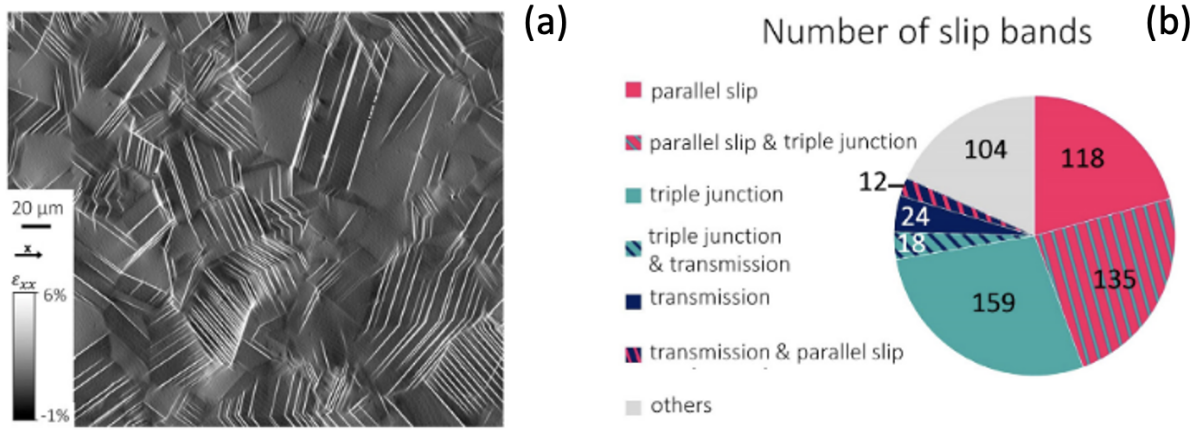 (a)
20 µm
x
εxx
6%
-1%
(b)
Number of slip bands
parallel slip
parallel slip & triple junction
triple junction
triple junction
& transmission
transmission
transmission & parallel slip
others
104
118
12
24
18
135
159